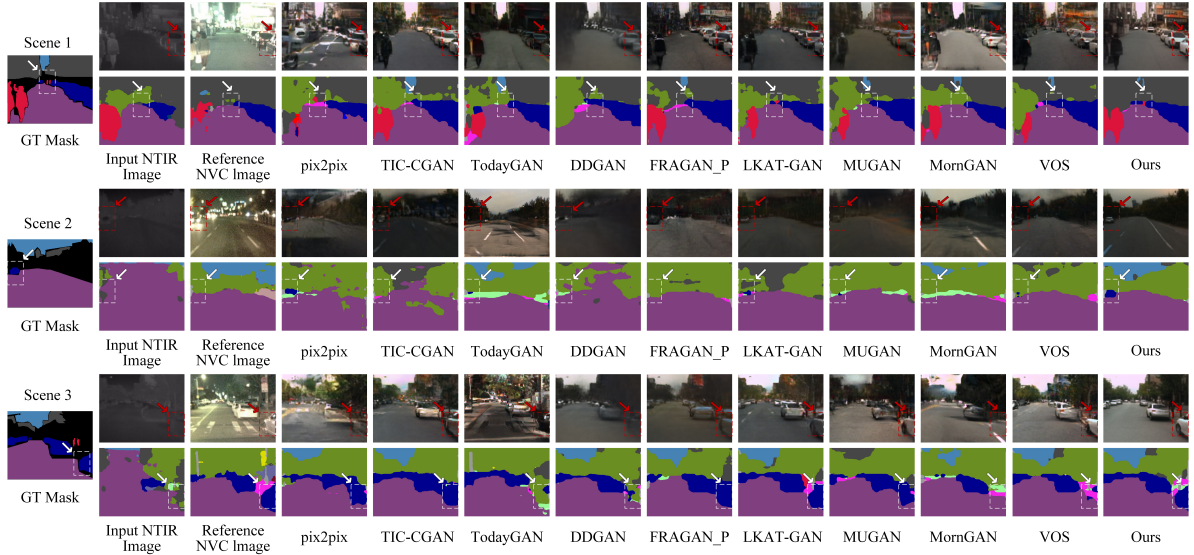 Scene 1
GT Mask
Input NTIR
Image
Reference
NVC Image
pix2pix
TIC-CGAN
TodayGAN
DDGAN
FRAGAN_P
LKAT-GAN
MUGAN
MornGAN
VOS
Ours
Scene 2
GT Mask
Input NTIR
Image
Reference
NVC Image
pix2pix
TIC-CGAN
TodayGAN
DDGAN
FRAGAN_P
LKAT-GAN
MUGAN
MornGAN
VOS
Ours
Scene 3
GT Mask
Input NTIR
Image
Reference
NVC Image
pix2pix
TIC-CGAN
TodayGAN
DDGAN
FRAGAN_P
LKAT-GAN
MUGAN
MornGAN
VOS
Ours